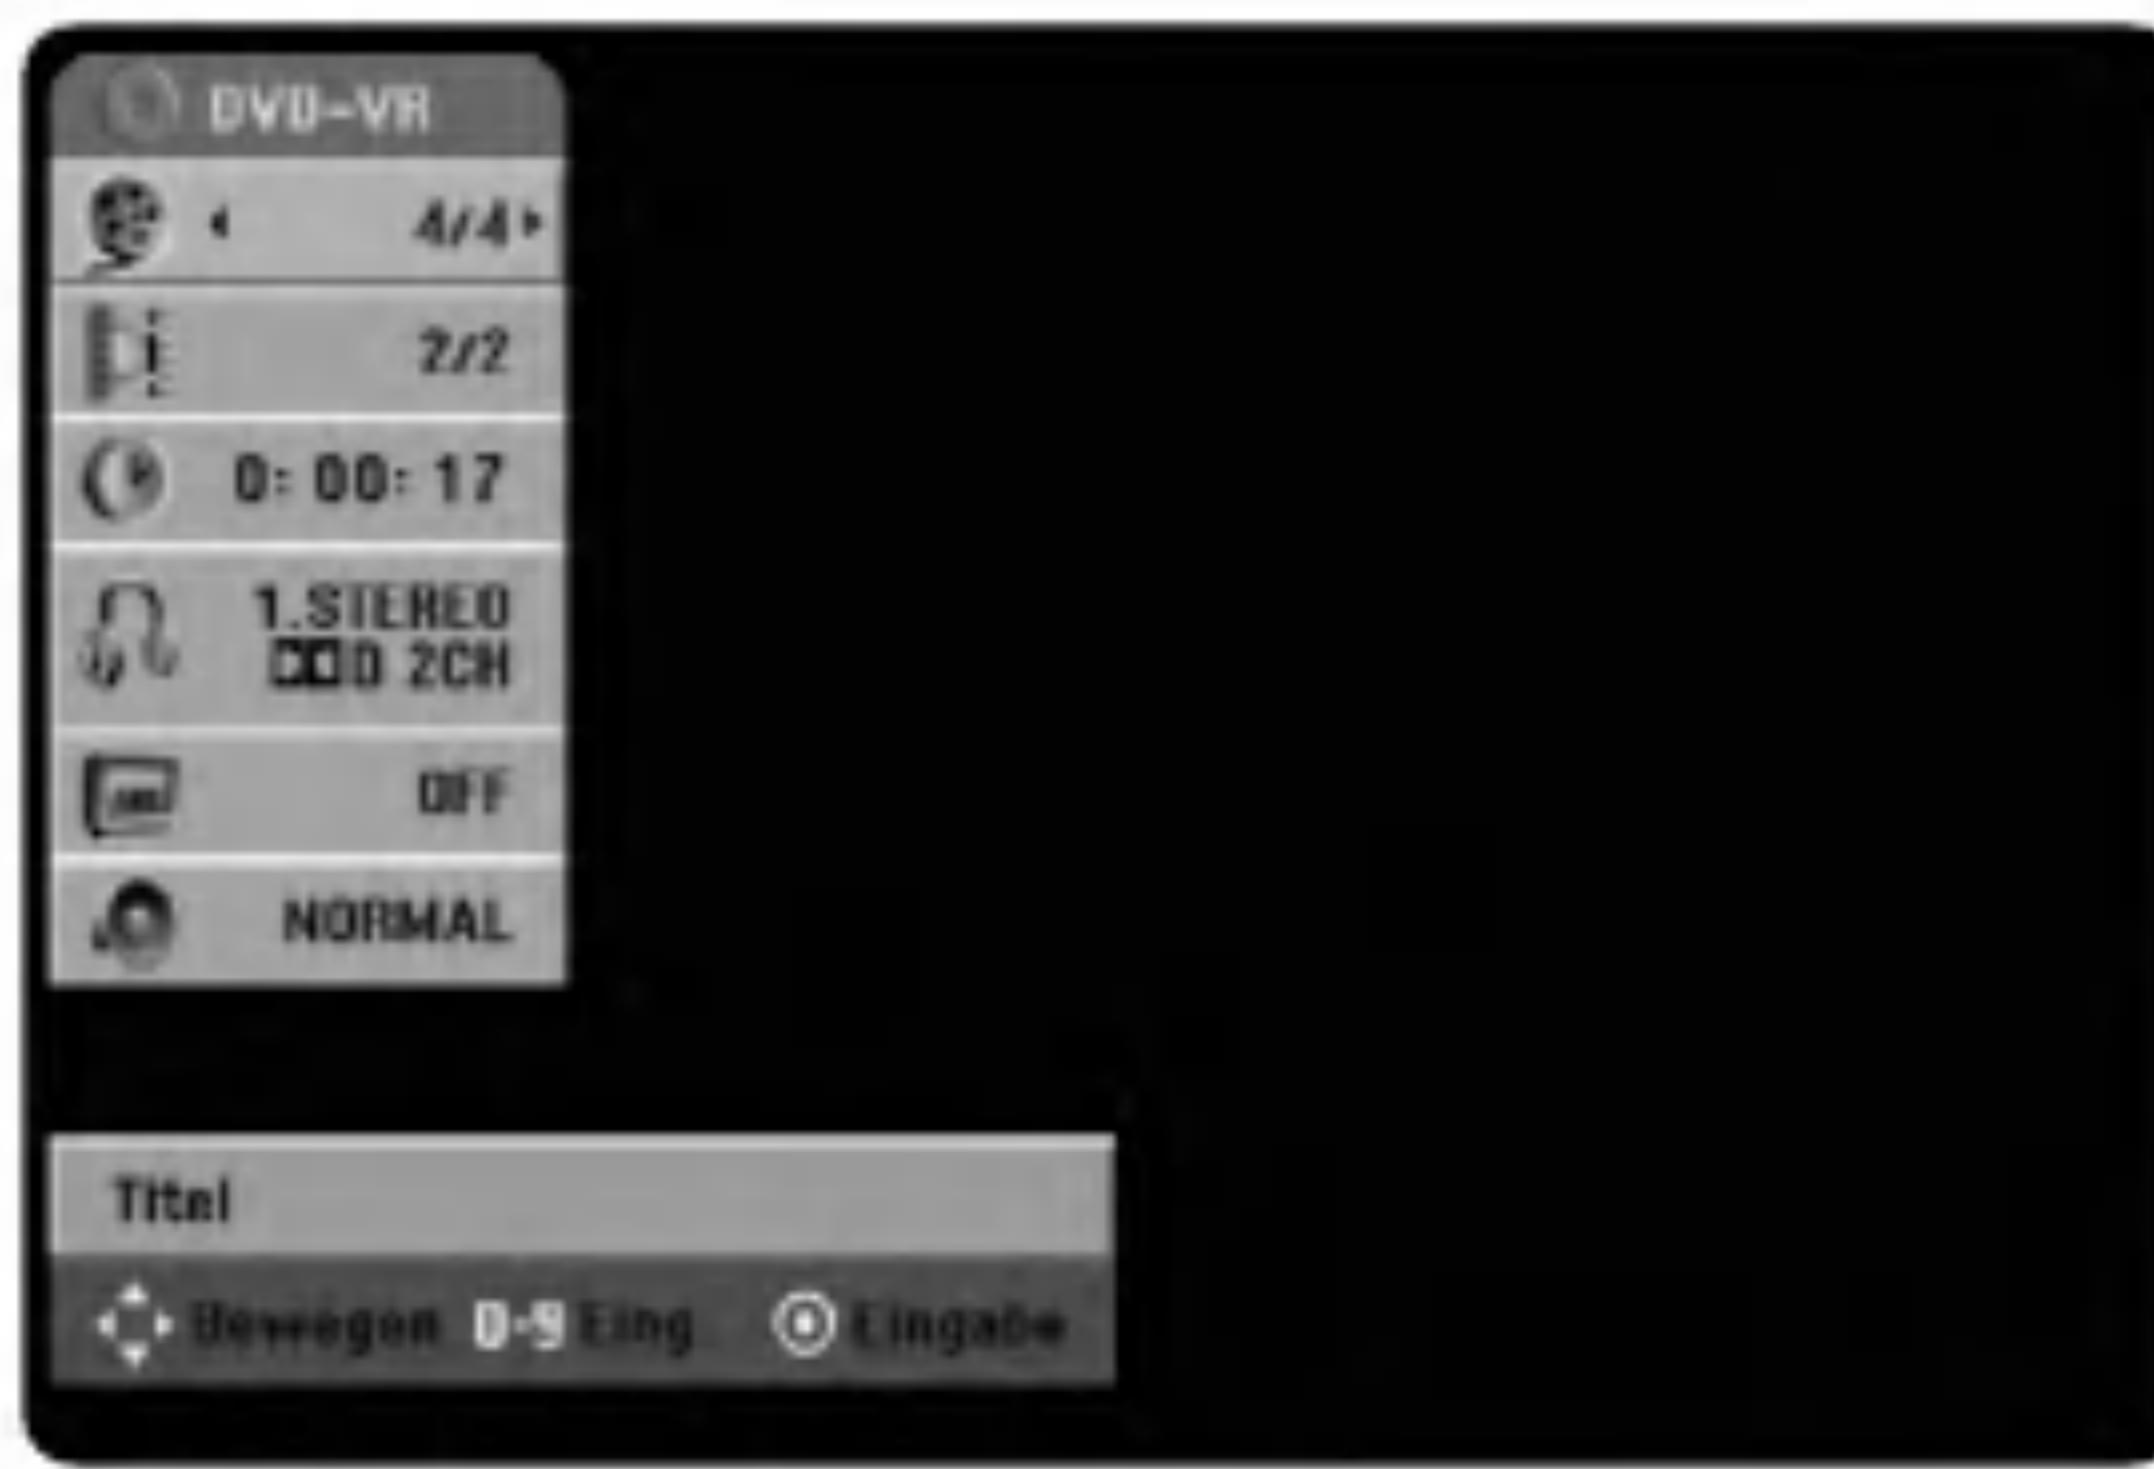 DVD-VR
4/4
2/2
0:00:17
1.STEREO
D 2CH
OFF
NORMAL
Titel
Bewegen 0-9 Eing Eingabe